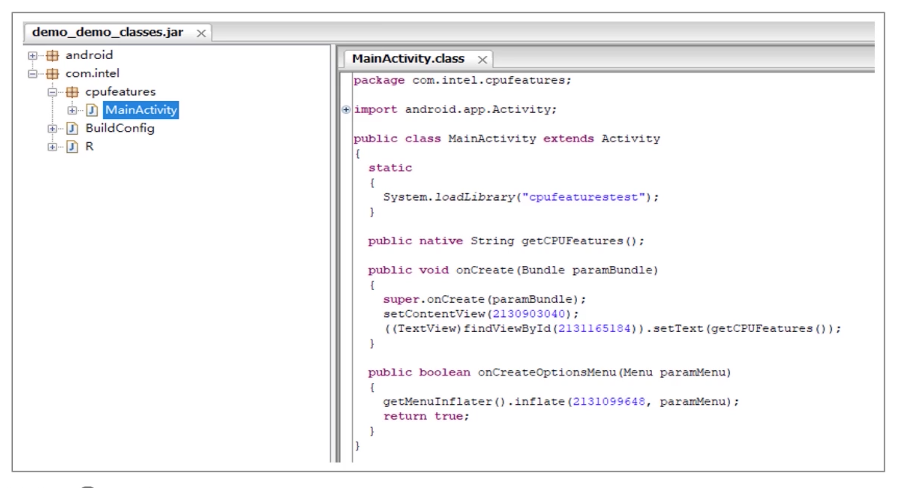 demo_demo_classes.jar
android
com.intel
cpufeatures
MainActivity
BuildConfig
R
MainActivity.class
package com.intel.cpufeatures;
import android.app.Activity;
public class MainActivity extends Activity
{
static
{
System.loadLibrary("cpufeaturestest");
}
public native String getCPUFeatures();
public void onCreate(Bundle paramBundle)
{
super.onCreate(paramBundle);
setContentView(2130903040);
((TextView)findViewById(2131165184)).setText(getCPUFeatures());
}
public boolean onCreateOptionsMenu(Menu paramMenu)
{
getMenuInflater().inflate(2131099648, paramMenu);
return true;
}
}